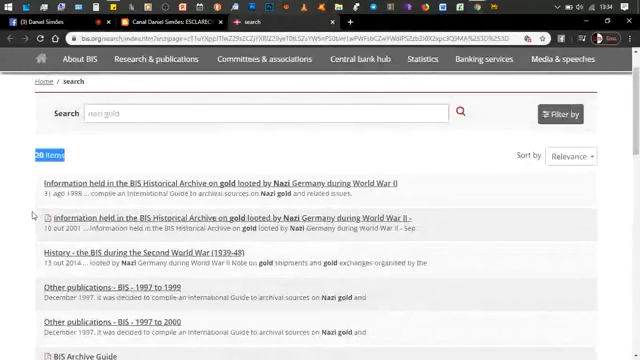 13:34
Daniel Simões
Canal Daniel Simões: ESCLAREC
search
bis.org/search/index.htm?
About BIS
Research & publications
Committees & associations
Central bank hub
Statistics
Banking services
Media & speeches
Home / search
Search
nazi gold
Filter by
20 items
Sort by
Relevance
Information held in the BIS Historical Archive on gold looted by Nazi Germany during World War II
31 ago 1998 ... compile an International Guide to archival sources on Nazi gold and related issues.
Information held in the BIS Historical Archive on gold looted by Nazi Germany during World War II -
10 out 2001 ... Information held in the BIS Historical Archive on gold looted by Nazi Germany during World War II - Sep
History - the BIS during the Second World War (1939-48)
13 out 2014 ... looted by Nazi Germany World War II Note on gold shipments and gold exchanges organised by the
Other publications - BIS - 1997 to 1999
December 1997. It was decided to compile an International Guide to archival sources on Nazi gold and
Other publications - BIS - 1997 to 2000
December 1997. It was decided to compile an International Guide to archival sources on Nazi gold and
BIS Archive Guide